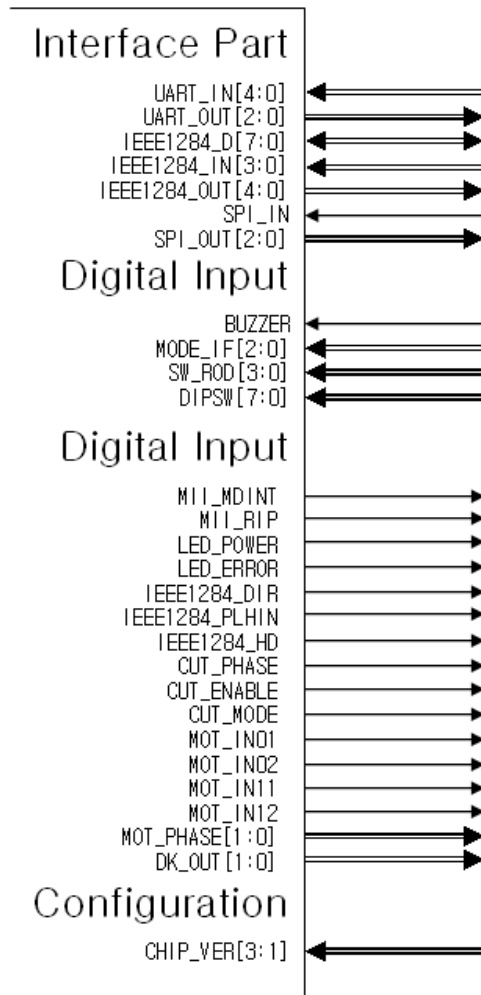 Interface Part
UART_IN[4:0]
UART_OUT[2:0]
IEEE1284_D[7:0]
IEEE1284_IN[3:0]
IEEE1284_OUT[4:0]
SPI_IN
SPI_OUT[2:0]
Digital Input
BUZZER
MODE_IF[2:0]
SW_ROD[3:0]
DIPSW[7:0]
Digital Input
MII_MDINT
MII_RIP
LED_POWER
LED_ERROR
IEEE1284_DIR
IEEE1284_PLHIN
IEEE1284_HD
CUT_PHASE
CUT_ENABLE
CUT_MODE
MOT_IN01
MOT_IN02
MOT_IN11
MOT_IN12
MOT_PHASE[1:0]
DK_OUT[1:0]
Configuration
CHIP_VER[3:1]